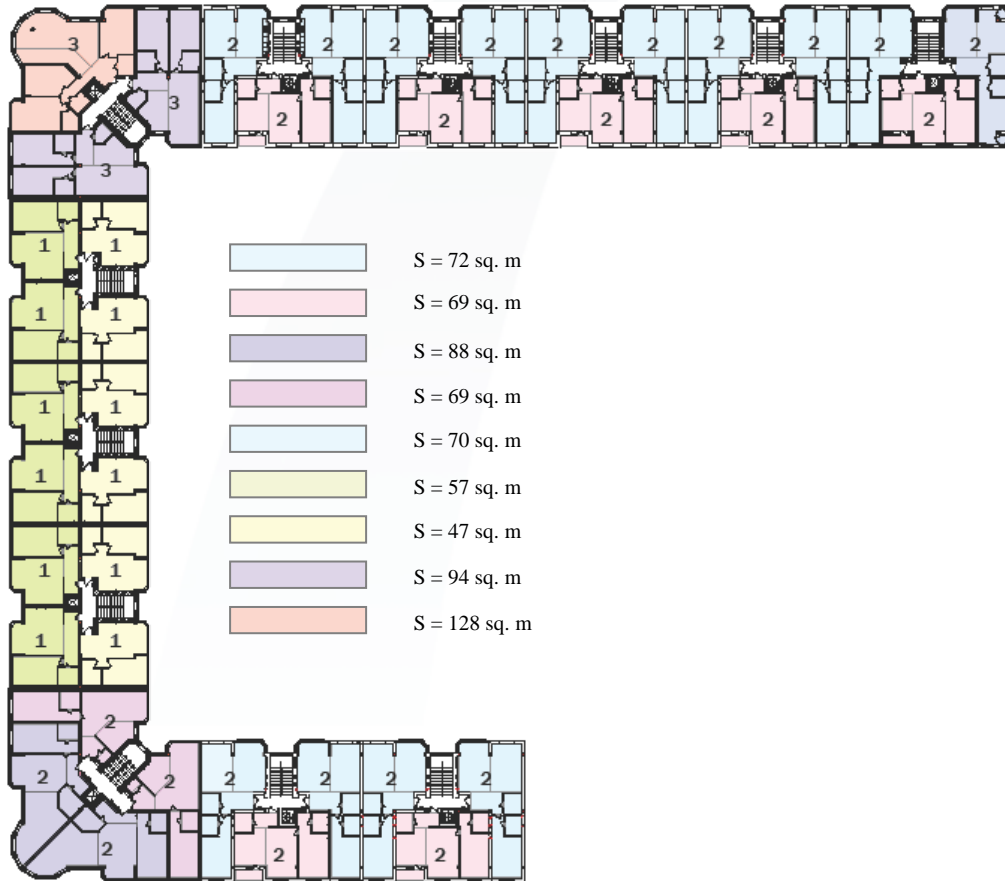 3 2 2 2 2 2 2 2 2 2 2
3 2 2 2 2 2
3
1 1
1 1
1 1
1 1
1 1
1 1
S = 72 sq. m
S = 69 sq. m
S = 88 sq. m
S = 69 sq. m
S = 70 sq. m
S = 57 sq. m
S = 47 sq. m
S = 94 sq. m
S = 128 sq. m
2
2 2 2 2 2 2
2 2 2